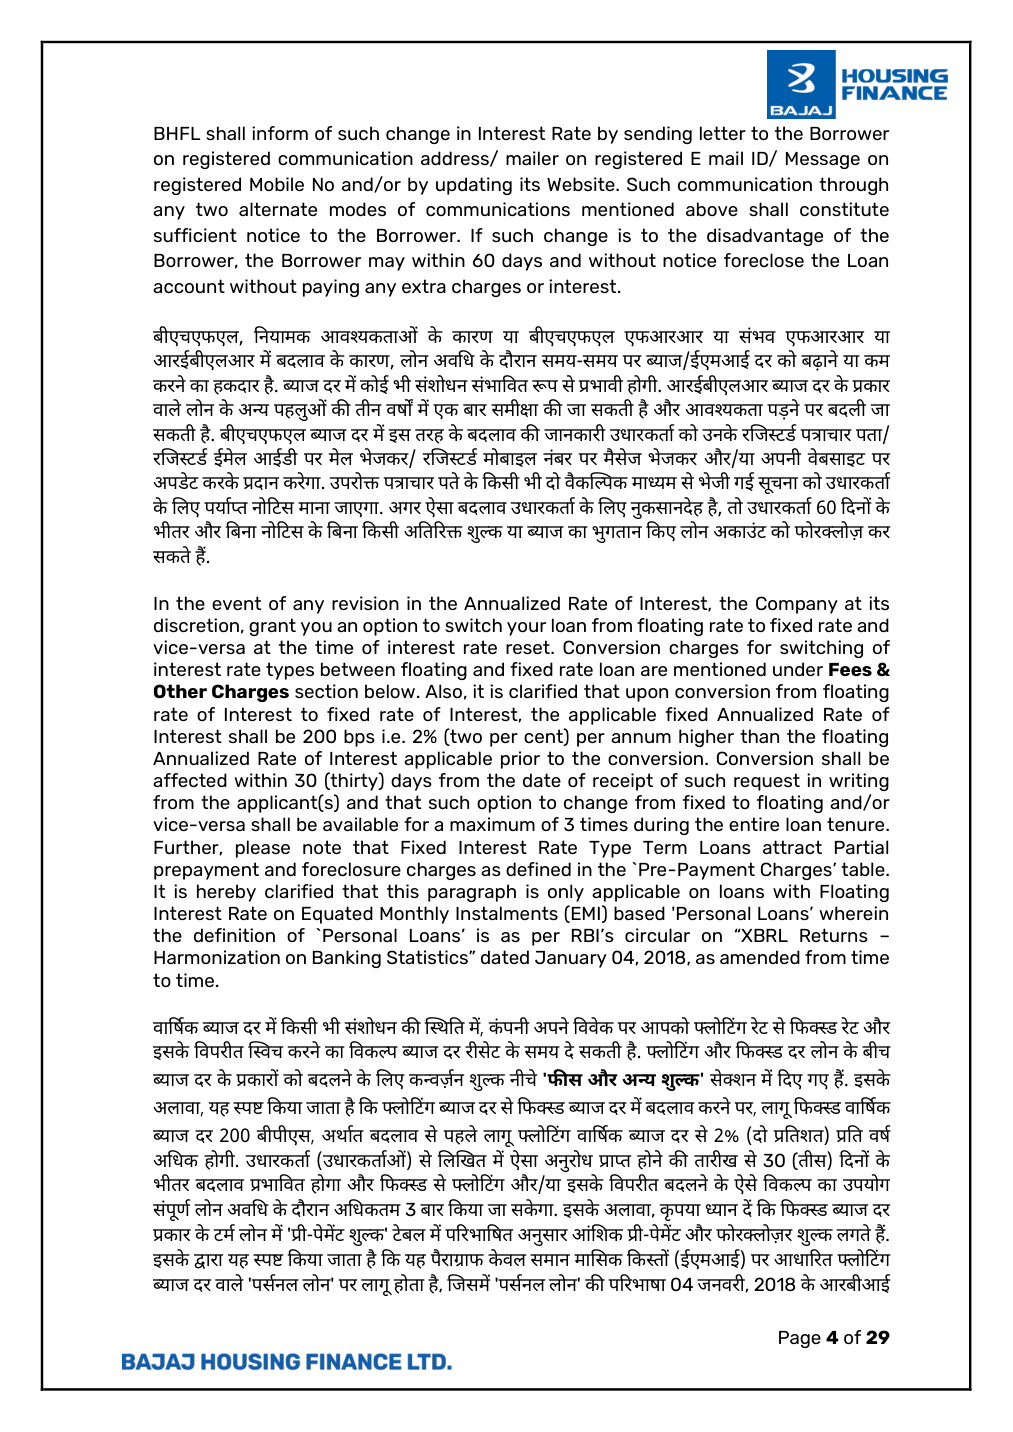 BAJAJ
HOUSING
FINANCE
BHFL shall inform of such change in Interest Rate by sending letter to the Borrower
on registered communication address/ mailer on registered E mail ID/ Message on
registered Mobile No and/or by updating its Website. Such communication through
any two alternate modes of communications mentioned above shall constitute
sufficient notice to the Borrower. If such change is to the disadvantage of the
Borrower, the Borrower may within 60 days and without notice foreclose the Loan
account without paying any extra charges or interest.
बीएचएफएल, नियामक आवश्यकताओं के कारण या बीएचएफएल एफआरआर या संभव एफआरआर या
आरईबीएलआर में बदलाव के कारण, लोन अवधि के दौरान समय-समय पर ब्याज/ईएमआई दर को बढ़ाने या कम
करने का हकदार है. ब्याज दर में कोई भी संशोधन संभावित रूप से प्रभावी होगी. आरईबीएलआर ब्याज दर के प्रकार
वाले लोन के अन्य पहलुओं की तीन वर्षों में एक बार समीक्षा की जा सकती है और आवश्यकता पड़ने पर बदली जा
सकती है. बीएचएफएल ब्याज दर में इस तरह के बदलाव की जानकारी उधारकर्ता को उनके रजिस्टर्ड पत्राचार पता/
रजिस्टर्ड ईमेल आईडी पर मेल भेजकर/ रजिस्टर्ड मोबाइल नंबर पर मैसेज भेजकर और/या अपनी वेबसाइट पर
अपडेट करके प्रदान करेगा. उपरोक्त पत्राचार पते के किसी भी दो वैकल्पिक माध्यम से भेजी गई सूचना को उधारकर्ता
के लिए पर्याप्त नोटिस माना जाएगा. अगर ऐसा बदलाव उधारकर्ता के लिए नुकसानदेह है, तो उधारकर्ता 60 दिनों के
भीतर और बिना नोटिस के बिना किसी अतिरिक्त शुल्क या ब्याज का भुगतान किए लोन अकाउंट को फोरक्लोज़ कर
सकते हैं.
In the event of any revision in the Annualized Rate of Interest, the Company at its
discretion, grant you an option to switch your loan from floating rate to fixed rate and
vice-versa at the time of interest rate reset. Conversion charges for switching of
interest rate types between floating and fixed rate loan are mentioned under Fees &
Other Charges section below. Also, it is clarified that upon conversion from floating
rate of Interest to fixed rate of Interest, the applicable fixed Annualized Rate of
Interest shall be 200 bps i.e. 2% (two per cent) per annum higher than the floating
Annualized Rate of Interest applicable prior to the conversion. Conversion shall be
affected within 30 (thirty) days from the date of receipt of such request in writing
from the applicant(s) and that such option to change from fixed to floating and/or
vice-versa shall be available for a maximum of 3 times during the entire loan tenure.
Further, please note that Fixed Interest Rate Type Term Loans attract Partial
prepayment and foreclosure charges as defined in the `Pre-Payment Charges’ table.
It is hereby clarified that this paragraph is only applicable on loans with Floating
Interest Rate on Equated Monthly Instalments (EMI) based 'Personal Loans’ wherein
the definition of `Personal Loans’ is as per RBI’s circular on “XBRL Returns –
Harmonization on Banking Statistics” dated January 04, 2018, as amended from time
to time.
वार्षिक ब्याज दर में किसी भी संशोधन की स्थिति में, कंपनी अपने विवेक पर आपको फ्लोटिंग रेट से फिक्स्ड रेट और
इसके विपरीत स्विच करने का विकल्प ब्याज दर रीसेट के समय दे सकती है. फ्लोटिंग और फिक्स्ड दर लोन के बीच
ब्याज दर के प्रकारों को बदलने के लिए कन्वर्ज़न शुल्क नीचे 'फीस और अन्य शुल्क' सेक्शन में दिए गए हैं. इसके
अलावा, यह स्पष्ट किया जाता है कि फ्लोटिंग ब्याज दर से फिक्स्ड ब्याज दर में बदलाव करने पर, लागू फिक्स्ड वार्षिक
ब्याज दर 200 बीपीएस, अर्थात बदलाव से पहले लागू फ्लोटिंग वार्षिक ब्याज दर से 2% (दो प्रतिशत) प्रति वर्ष
अधिक होगी. उधारकर्ता (उधारकर्ताओं) से लिखित में ऐसा अनुरोध प्राप्त होने की तारीख से 30 (तीस) दिनों के
भीतर बदलाव प्रभावित होगा और फिक्स्ड से फ्लोटिंग और/या इसके विपरीत बदलने के ऐसे विकल्प का उपयोग
संपूर्ण लोन अवधि के दौरान अधिकतम 3 बार किया जा सकेगा. इसके अलावा, कृपया ध्यान दें कि फिक्स्ड ब्याज दर
प्रकार के टर्म लोन में 'प्री-पेमेंट शुल्क' टेबल में परिभाषित अनुसार आंशिक प्री-पेमेंट और फोरक्लोज़र शुल्क लगते हैं.
इसके द्वारा यह स्पष्ट किया जाता है कि यह पैराग्राफ केवल समान मासिक किस्तों (ईएमआई) पर आधारित फ्लोटिंग
ब्याज दर वाले 'पर्सनल लोन' पर लागू होता है, जिसमें 'पर्सनल लोन' की परिभाषा 04 जनवरी, 2018 के आरबीआई
Page 4 of 29
BAJAJ HOUSING FINANCE LTD.